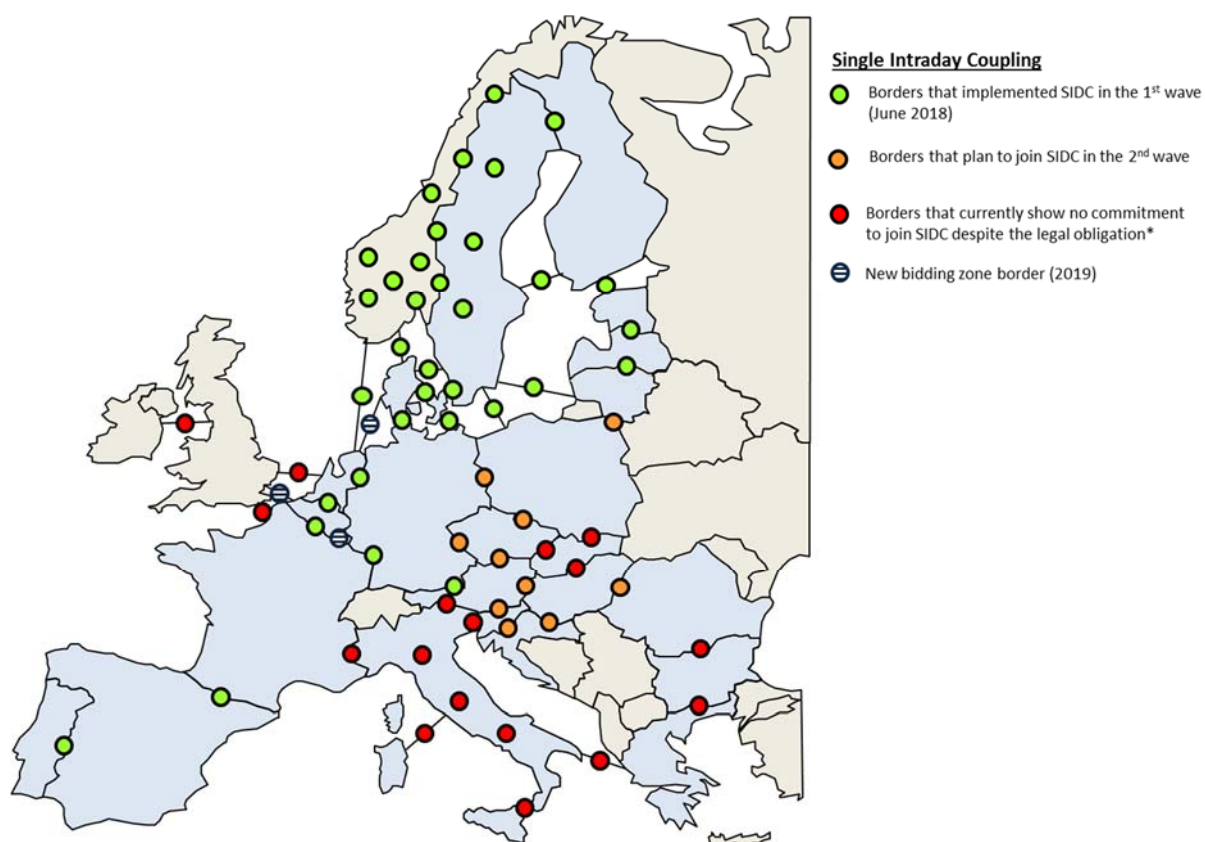 Single Intraday Coupling
Borders that implemented SIDC in the 1st wave
(June 2018)
Borders that plan to join SIDC in the 2nd wave
Borders that currently show no commitment
to join SIDC despite the legal obligation*
New bidding zone border (2019)